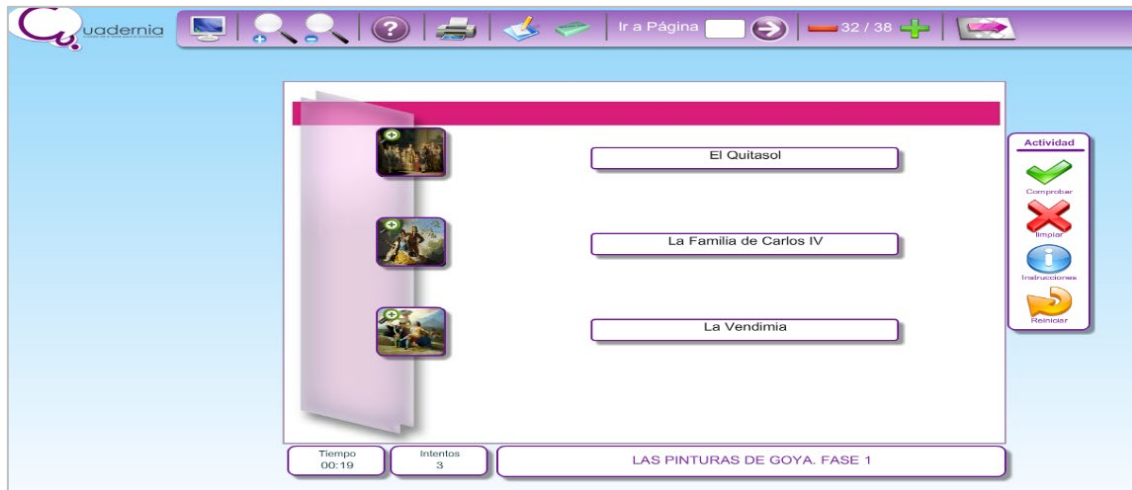 Cuadernia
Ir a Página
32 / 38
El Quitasol
La Familia de Carlos IV
La Vendimia
Actividad
Comprobar
limpiar
Instrucciones
Reiniciar
Tiempo
00:19
Intentos
3
LAS PINTURAS DE GOYA. FASE 1